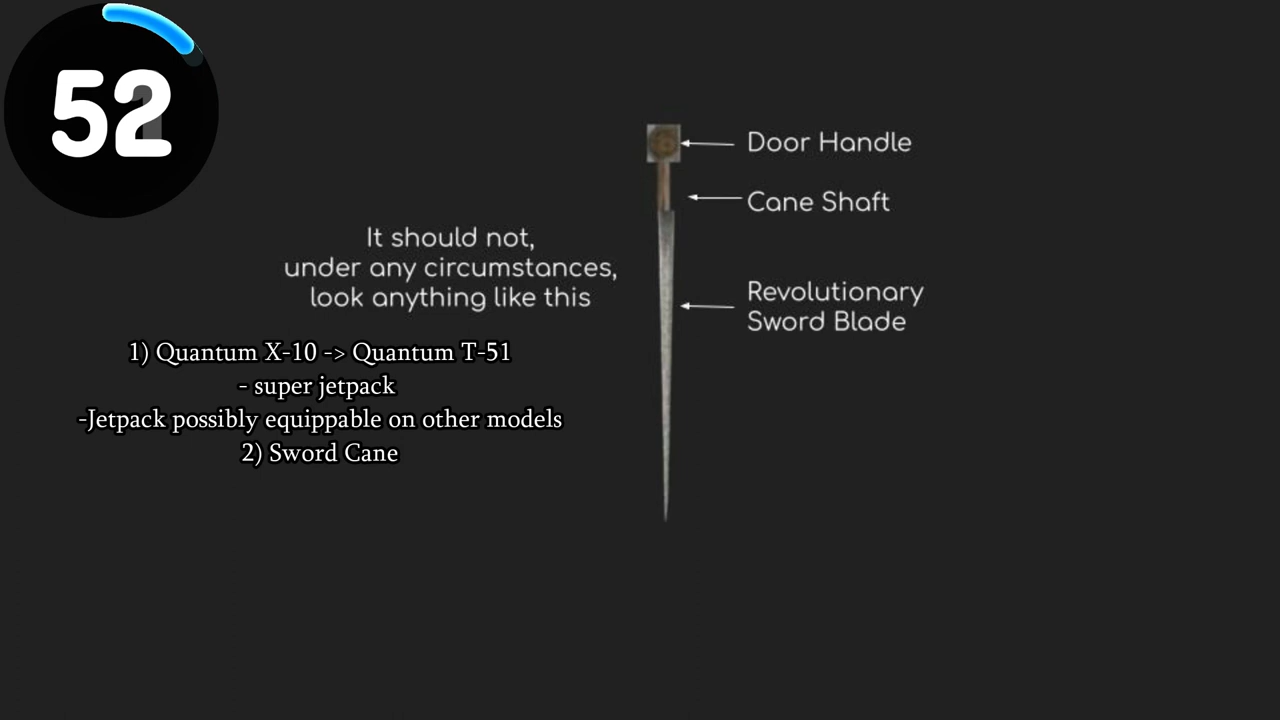 52
Door Handle
Cane Shaft
It should not,
under any circumstances,
look anything like this
Revolutionary
Sword Blade
1) Quantum X-10 -> Quantum T-51
- super jetpack
-Jetpack possibly equippable on other models
2) Sword Cane